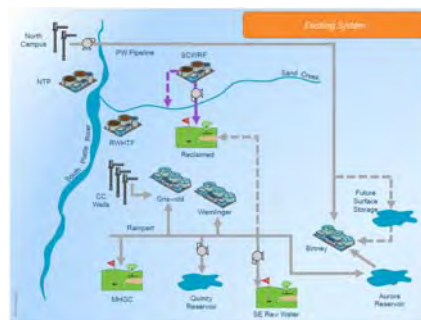 Existing System
North
Campus
PW Pipeline
SCWRF
Sand Creek
NTP
South Platte River
RWHTF
Reclaimed
CC
Wells
Griswold
Wemlinger
Future
Surface
Storage
Rampart
Binney
MHGC
Quincy
Reservoir
SE Raw Water
Aurora
Reservoir